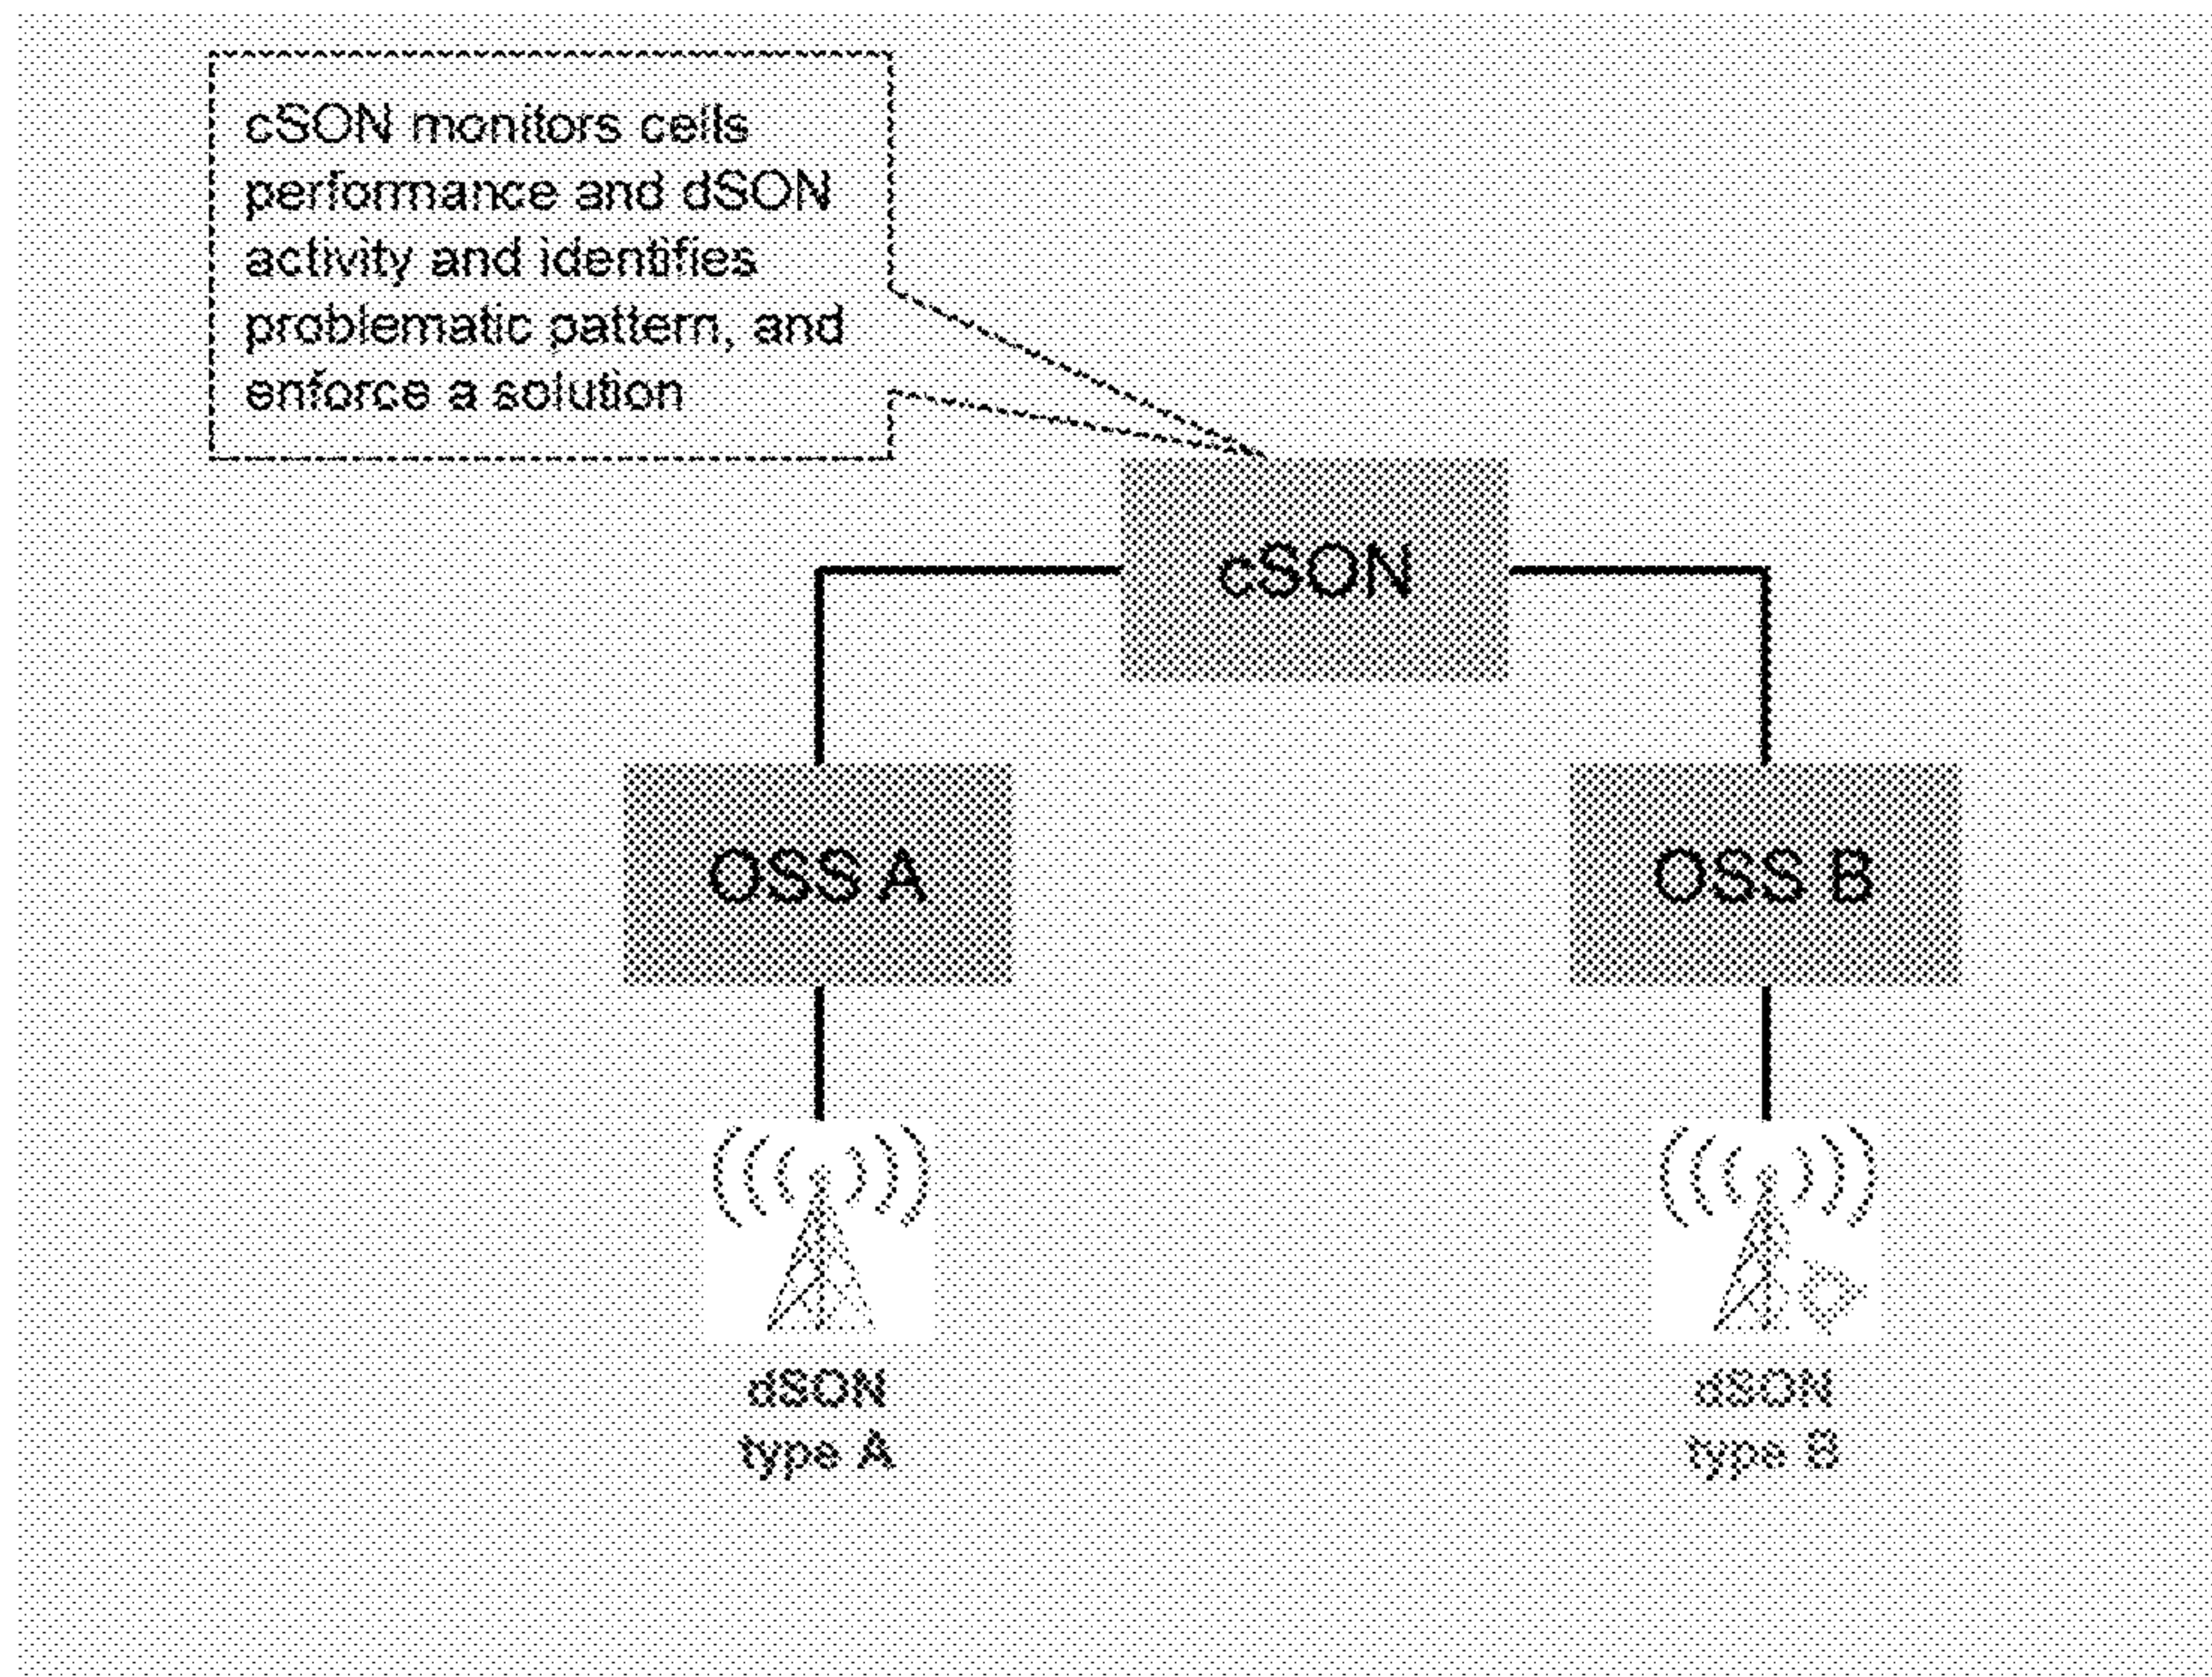 cSON monitors cells
performance and dSON
activity and identifies
problematic pattern, and
enforce a solution
cSON
OSS A
OSS B
dSON
type A
dSON
type B